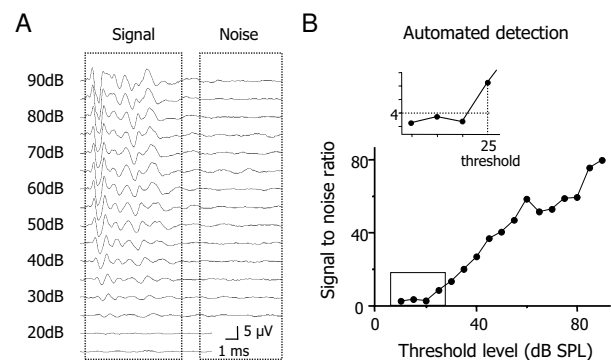 A
Signal
Noise
90dB
80dB
70dB
60dB
50dB
40dB
30dB
20dB
5 µV
1 ms
B
Automated detection
4
25
threshold
Signal to noise ratio
80
40
0
0
40
80
Threshold level (dB SPL)